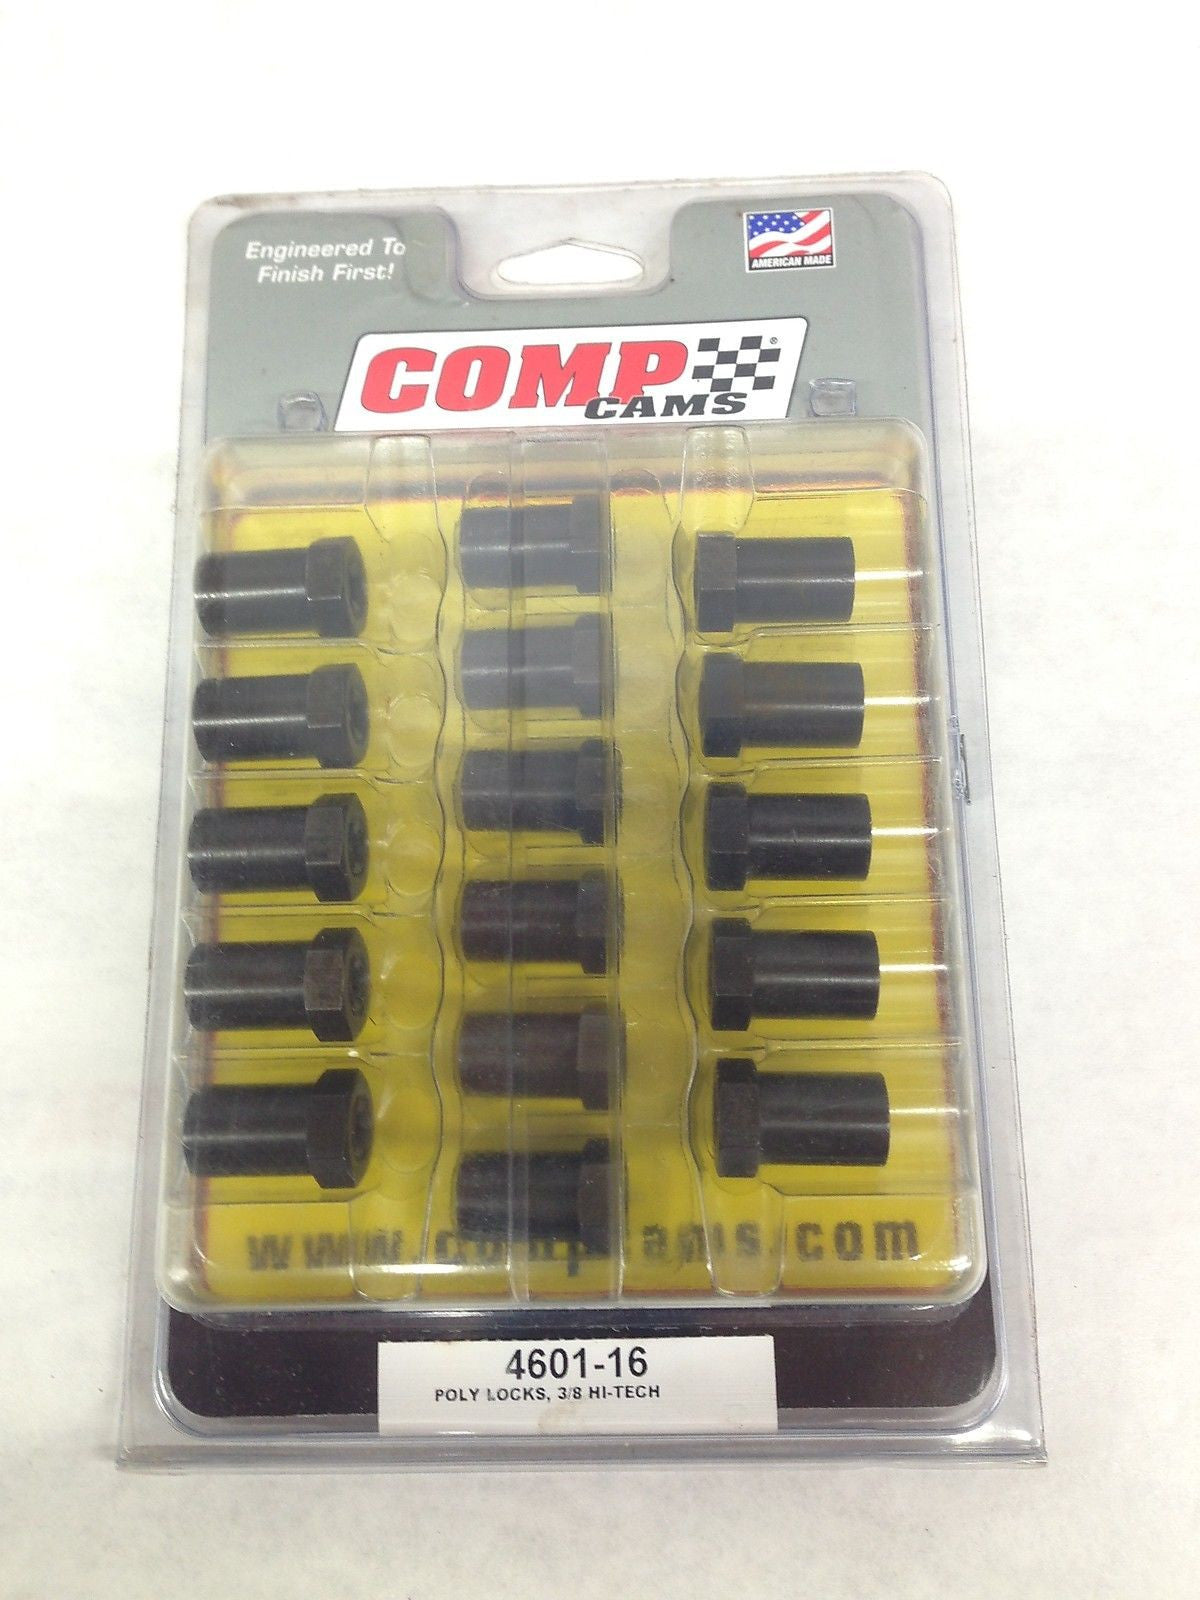 Engineered To
Finish First!
AMERICAN MADE
COMP
CAMS
®
www.compcams.com
4601-16
POLY LOCKS, 3/8 HI-TECH